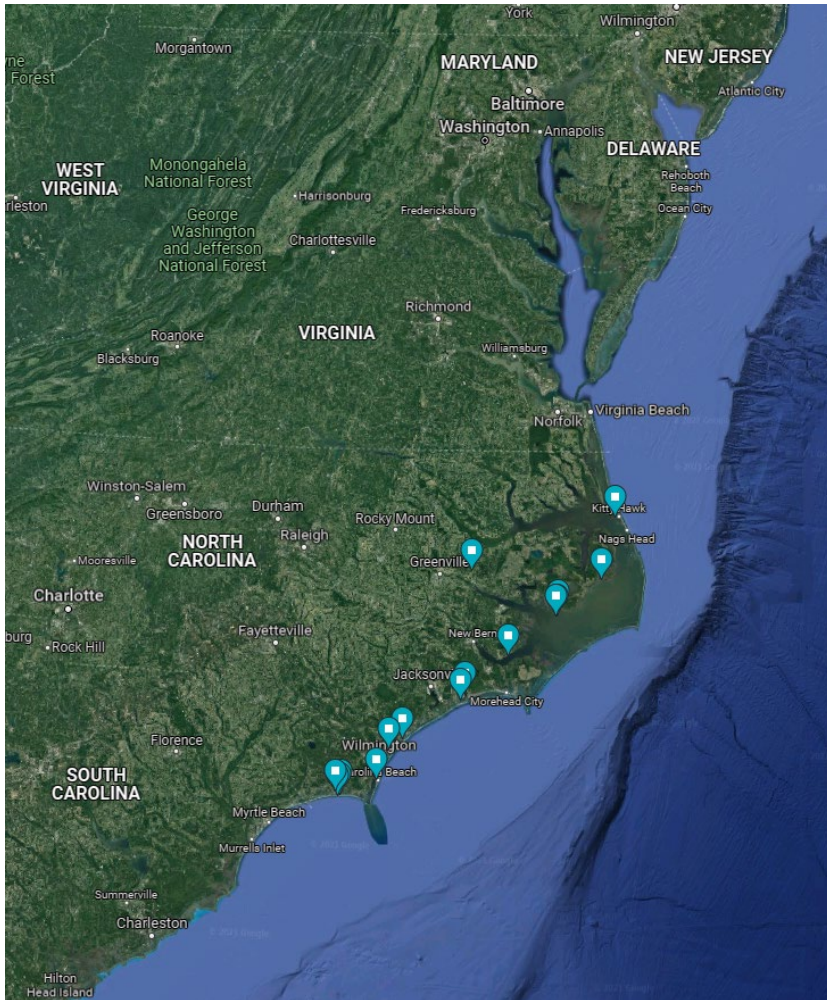 York
Wilmington
Morgantown
Forest
MARYLAND
NEW JERSEY
Baltimore
Atlantic City
Washington
Annapolis
DELAWARE
WEST
VIRGINIA
Monongahela
National Forest
Rehoboth
Beach
Harrisonburg
Fredericksburg
Ocean City
George
Washington
and Jefferson
National Forest
Charlottesville
Richmond
VIRGINIA
Roanoke
Williamsburg
Blacksburg
Virginia Beach
Norfolk
Winston-Salem
Greensboro
Durham
Rocky Mount
Raleigh
NORTH
CAROLINA
Nags Head
Mooresville
Greenville
Charlotte
Fayetteville
New Bern
Rock Hill
Morehead City
Wilmington
Florence
SOUTH
CAROLINA
Beach
Myrtle Beach
Murrells Inlet
Summerville
Charleston
Hilton
Head Island